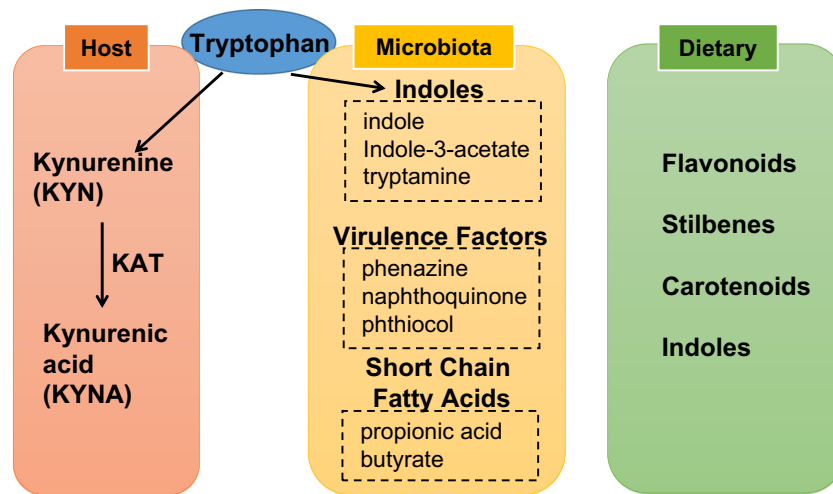 Host
Tryptophan
Microbiota
Dietary
Kynurenine
(KYN)
KAT
Kynurenic
acid
(KYNA)
Indoles
indole
Indole-3-acetate
tryptamine
Virulence Factors
phenazine
naphthoquinone
phthiocol
Short Chain
Fatty Acids
propionic acid
butyrate
Flavonoids
Stilbenes
Carotenoids
Indoles